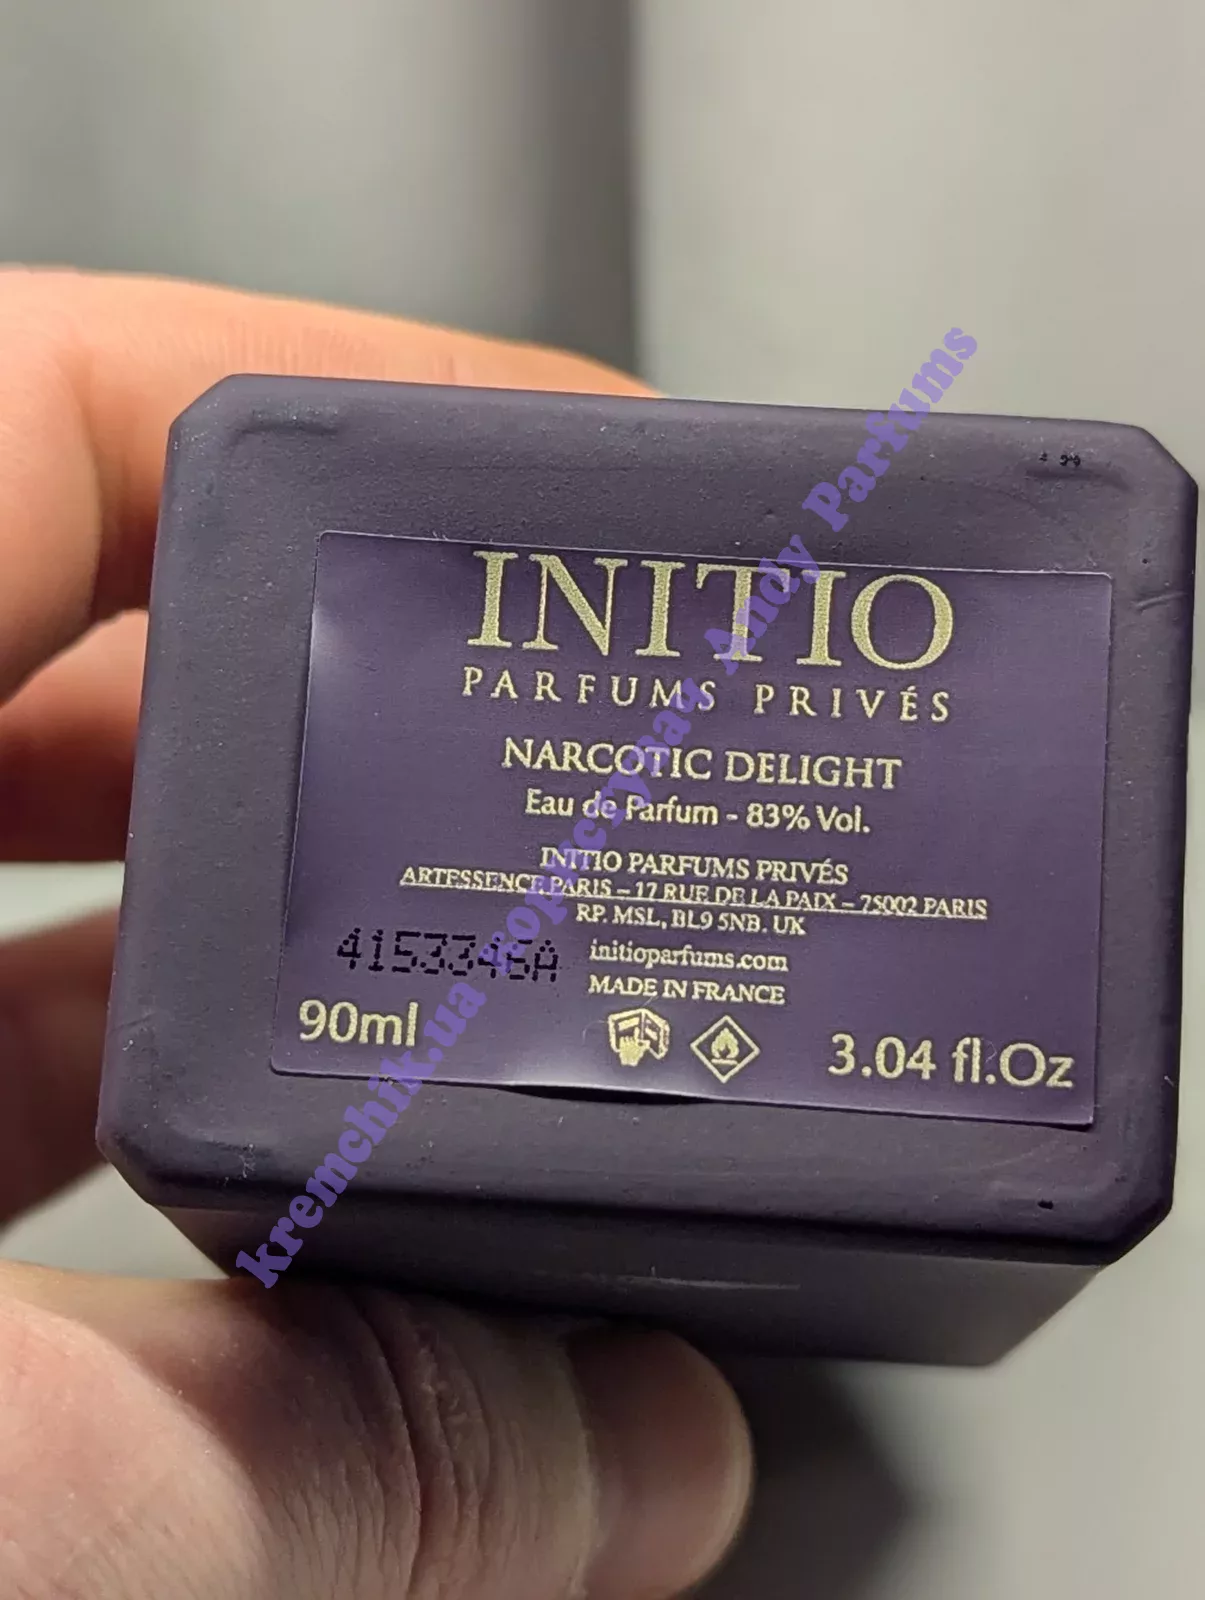 INITIO
PARFUMS PRIVÉS
NARCOTIC DELIGHT
Eau de Parfum - 83% Vol.
INITIO PARFUMS PRIVÉS
ARTESSENCE PARIS – 17 RUE DE LA PAIX – 75002 PARIS
RP. MSL, BL9 5NB. UK
initioparfums.com
MADE IN FRANCE
4153346A
90ml
3.04 fl.Oz
kremchik.ua користувач Andy Parfums